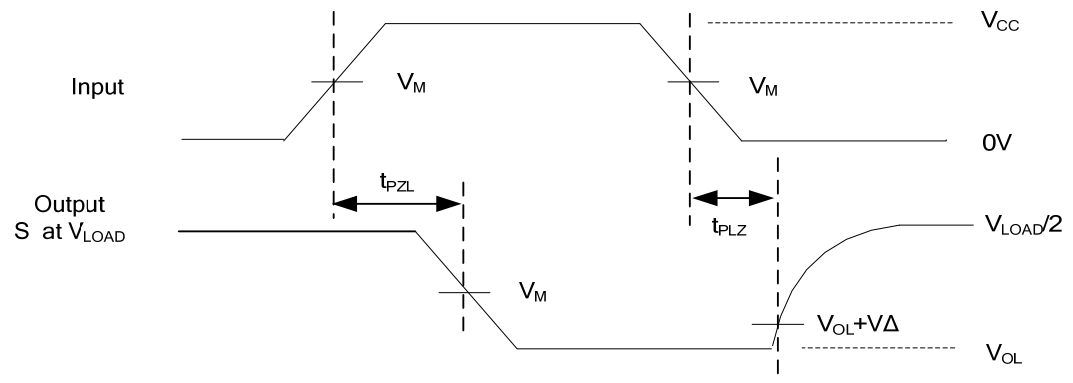 V_CC
Input
V_M
V_M
0V
t_PZL
t_PLZ
Output
S at V_LOAD
V_LOAD/2
V_M
V_OL+VΔ
V_OL